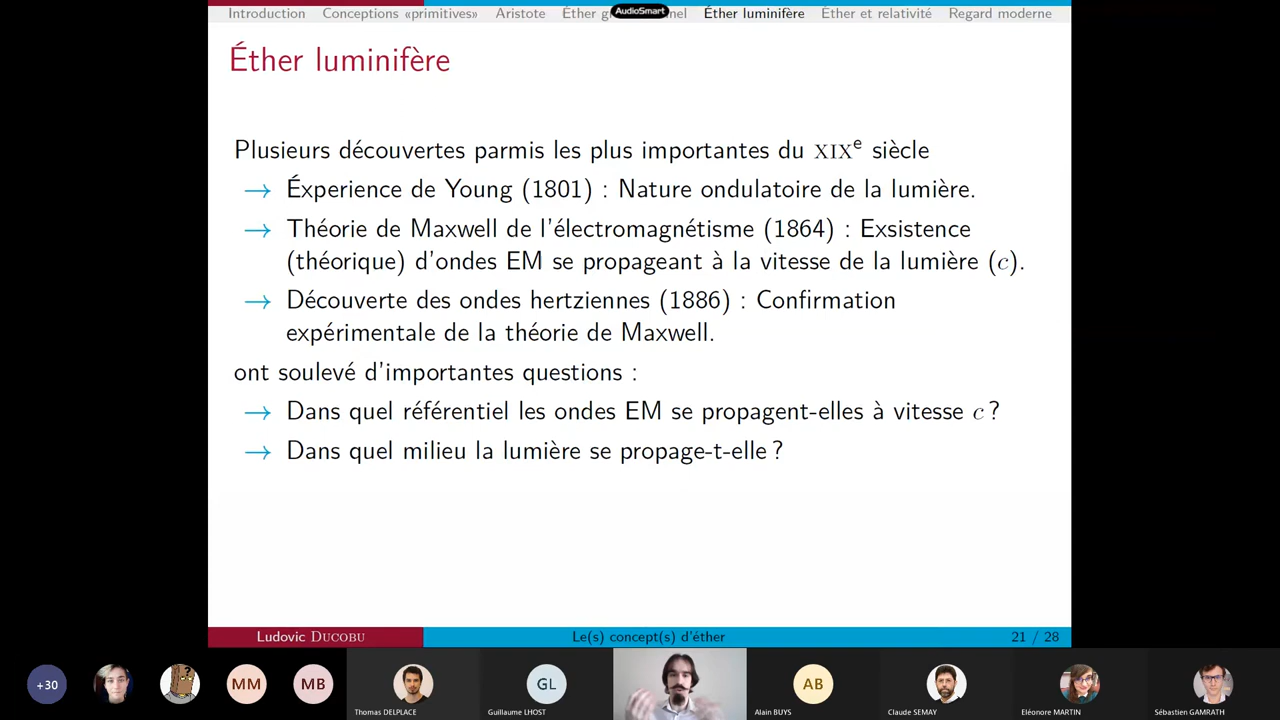 Introduction Conceptions «primitives» Aristote Éther g nel Éther luminifère Éther et relativité Regard moderne
AudioSmart
Éther luminifère
Plusieurs découvertes parmis les plus importantes du XIXe siècle
→ Éxperience de Young (1801) : Nature ondulatoire de la lumière.
→ Théorie de Maxwell de l'électromagnétisme (1864) : Exsistence
(théorique) d'ondes EM se propageant à la vitesse de la lumière (c).
→ Découverte des ondes hertziennes (1886) : Confirmation
expérimentale de la théorie de Maxwell.
ont soulevé d'importantes questions :
→ Dans quel référentiel les ondes EM se propagent-elles à vitesse c ?
→ Dans quel milieu la lumière se propage-t-elle ?
Ludovic Ducobu Le(s) concept(s) d'éther 21 / 28
+30 MM MB GL AB
Thomas DELPLACE Guillaume LHOST Alain BUYS Claude SEMAY Eléonore MARTIN Sébastien GAMRATH